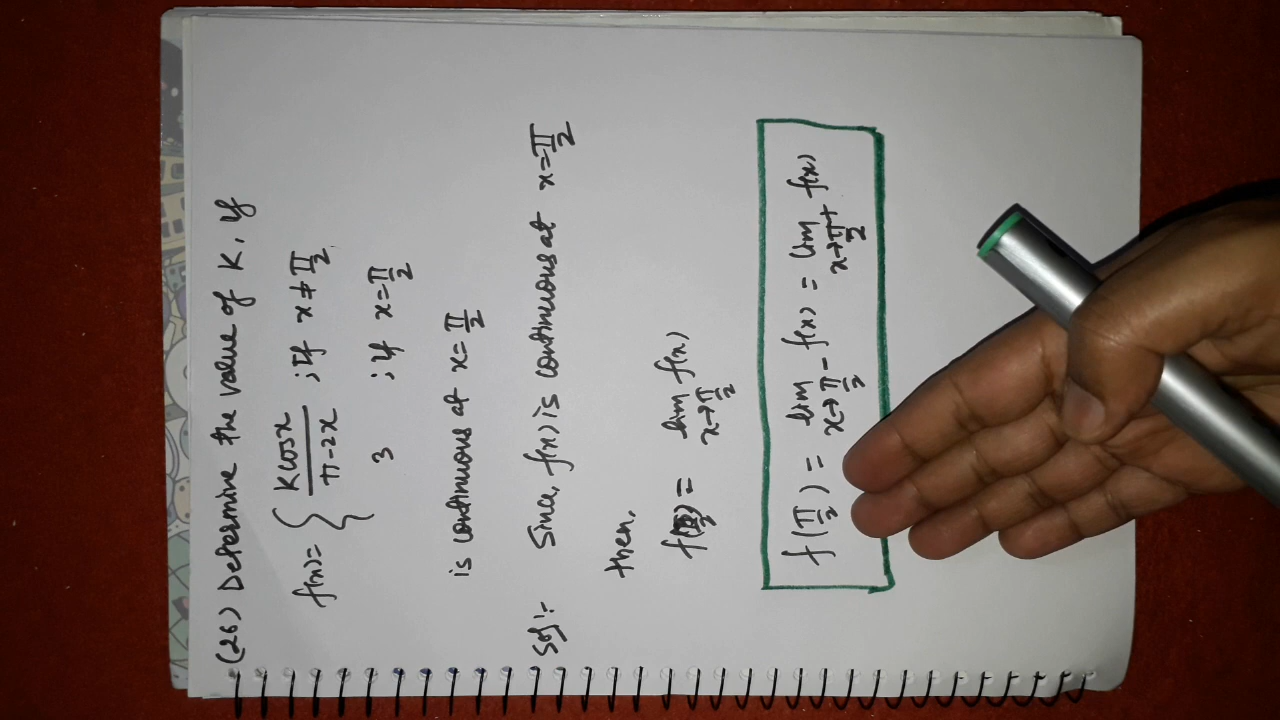 (26) Determine the value of K, if
f(x)= { Kcosx / π-2x ; if x≠π/2
3 ; if x=π/2
is continuous at x=π/2
Sol:- Since, f(x) is continuous at x=π/2
then,
f(π/2)= lim x→π/2 f(x)
f(π/2) = lim x→π/2- f(x) = lim x→π/2+ f(x)